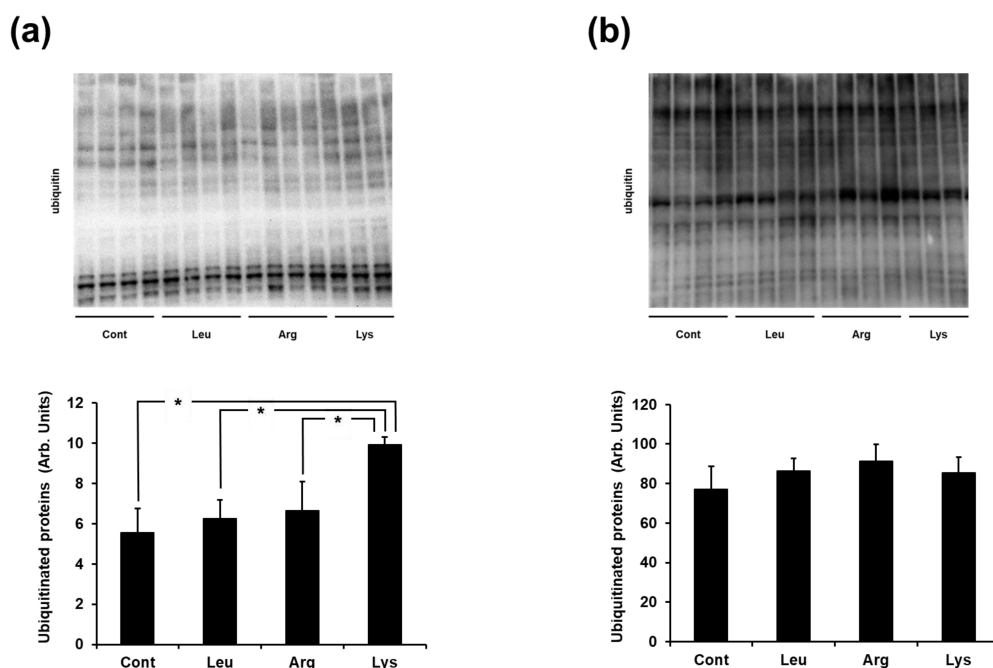 (a)
(b)
ubiquitin
ubiquitin
Cont Leu Arg Lys
Cont Leu Arg Lys
Ubiquitinated proteins (Arb. Units)
12
10
8
6
4
2
0
* * *
Cont Leu Arg Lys
Ubiquitinated proteins (Arb. Units)
120
100
80
60
40
20
0
Cont Leu Arg Lys